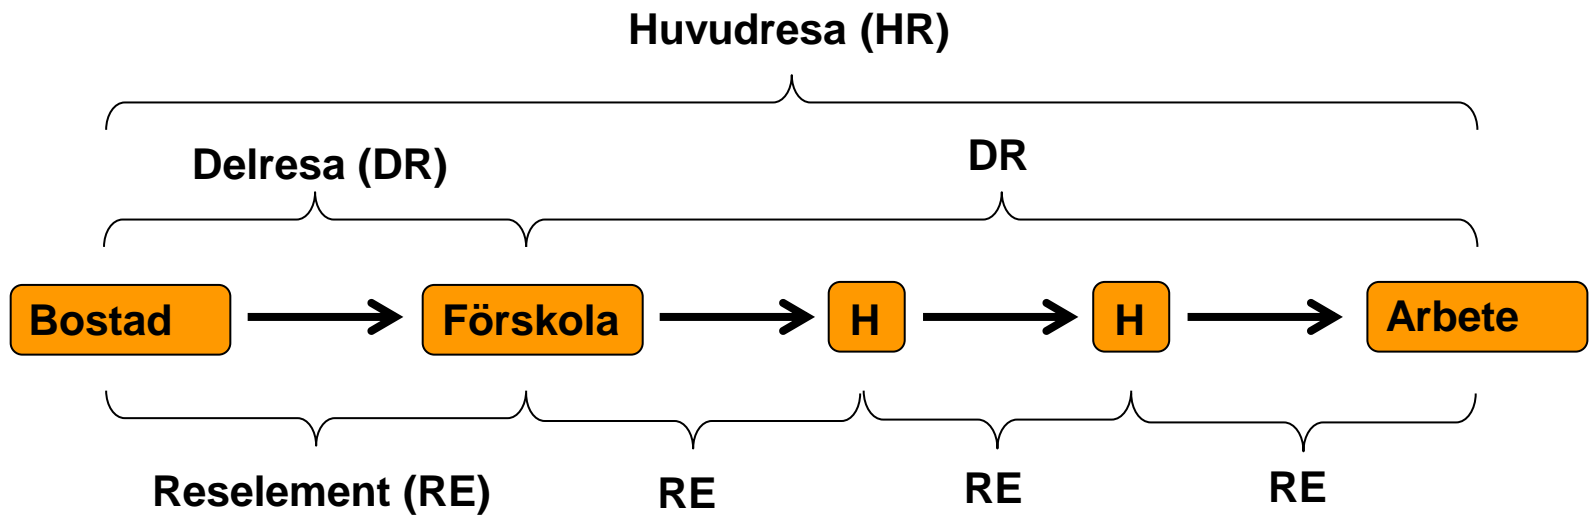 Huvudresa (HR)
Delresa (DR)
DR
Bostad
Förskola
H
H
Arbete
Reselement (RE)
RE
RE
RE